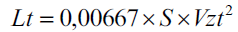 Lt = 0,00667 × S × Vzt²